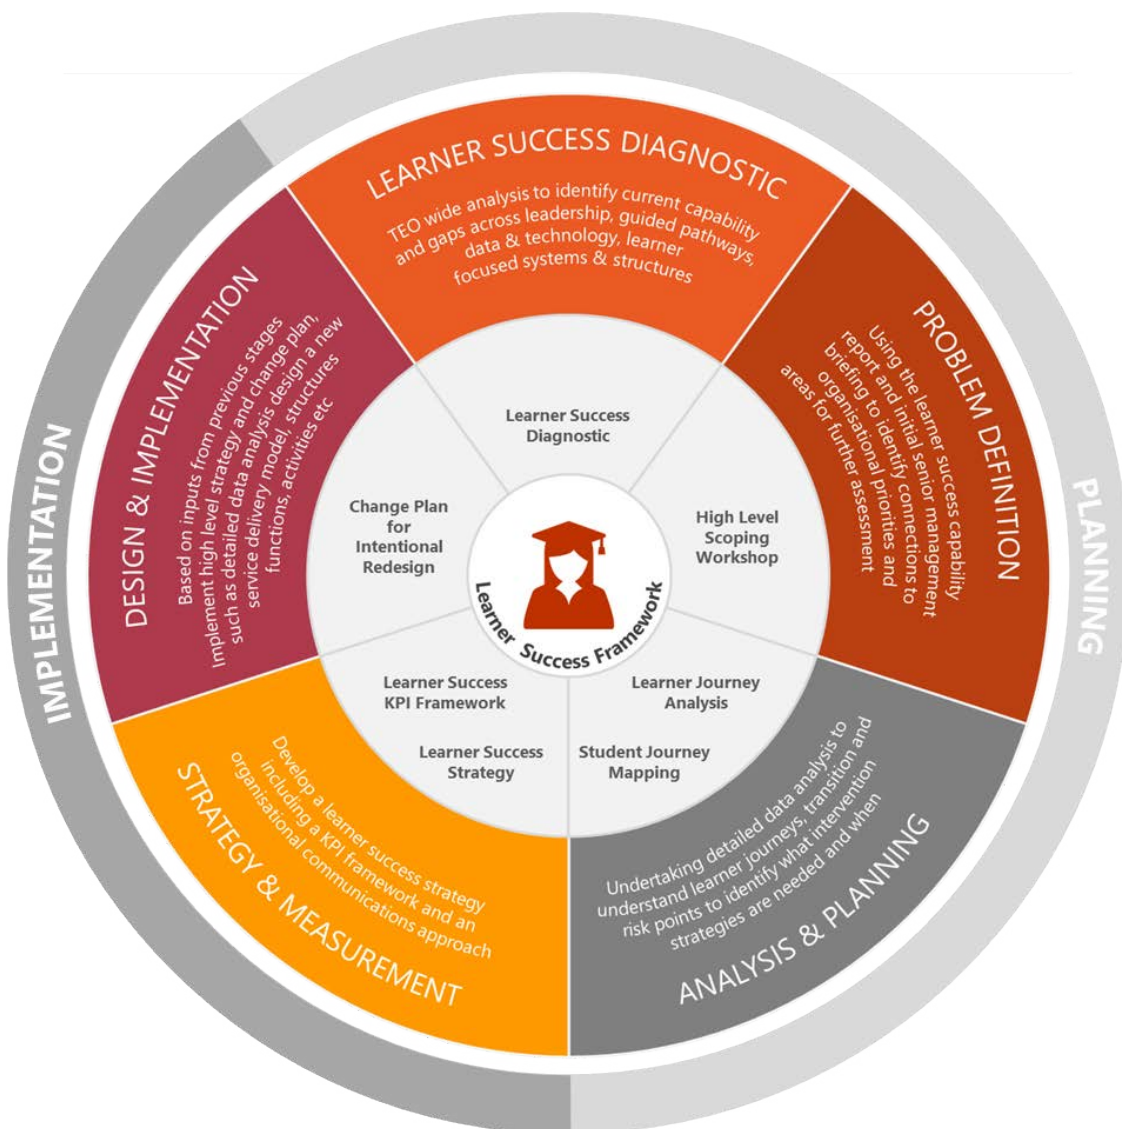 LEARNER SUCCESS DIAGNOSTIC
TEO wide analysis to identify current capability
and gaps across leadership, guided pathways,
data & technology, learner
focused systems & structures
PROBLEM DEFINITION
Using the learner success capability
report and initial senior management
briefing to identify connections to
organisational priorities and
areas for further assessment
PLANNING
ANALYSIS & PLANNING
Undertaking detailed data analysis to
understand learner journeys, transition and
risk points to identify what intervention
strategies are needed and when
STRATEGY & MEASUREMENT
Develop a learner success strategy
including a KPI framework and an
organisational communications approach
IMPLEMENTATION
DESIGN & IMPLEMENTATION
Based on inputs from previous stages
Implement high level strategy and change plan,
such as detailed data analysis design a new
service delivery model, structures
functions, activities etc
Learner Success
Diagnostic
High Level
Scoping
Workshop
Learner Journey
Analysis
Student Journey
Mapping
Learner Success
KPI Framework
Learner Success
Strategy
Change Plan
for
Intentional
Redesign
Learner Success Framework